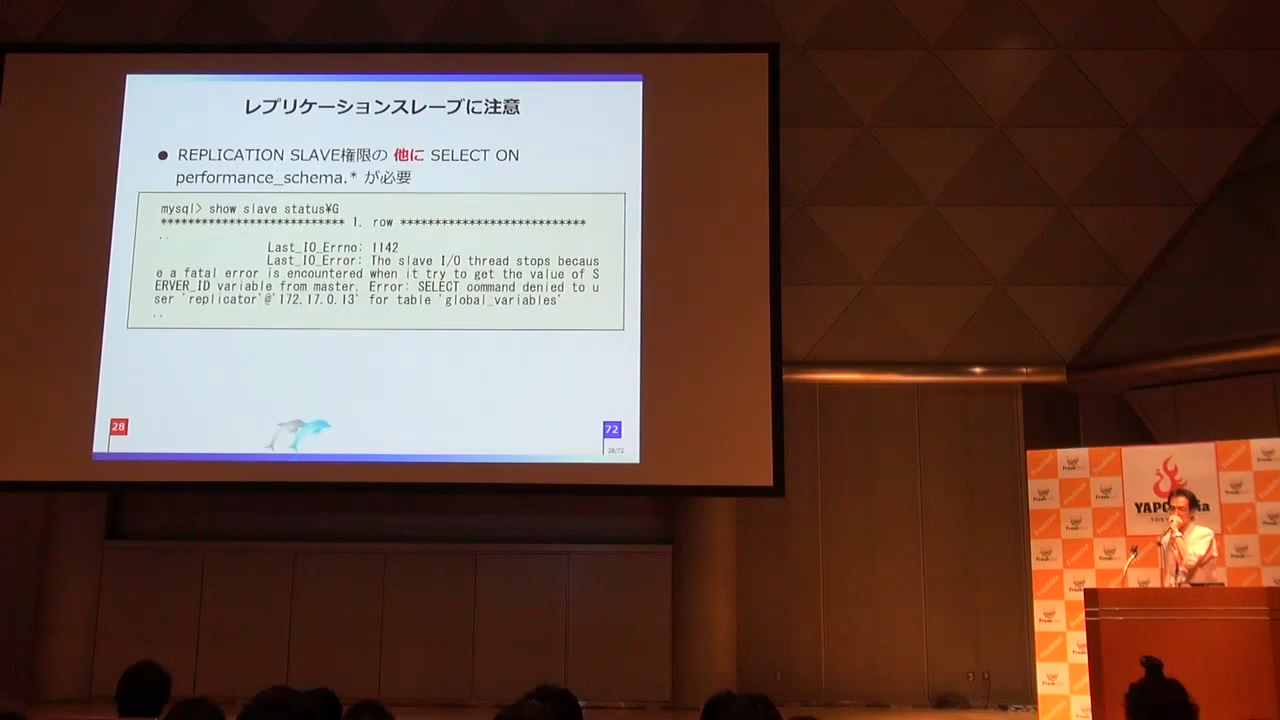 レプリケーションスレーブに注意
● REPLICATION SLAVE権限の 他に SELECT ON
performance_schema.* が必要
mysql> show slave status¥G
*************************** 1. row ***************************
..
Last_IO_Errno: 1142
Last_IO_Error: The slave I/O thread stops becaus
e a fatal error is encountered when it try to get the value of S
ERVER_ID variable from master. Error: SELECT command denied to u
ser 'replicator'@'172.17.0.13' for table 'global_variables'
..
28
72
28/72
FreakOut